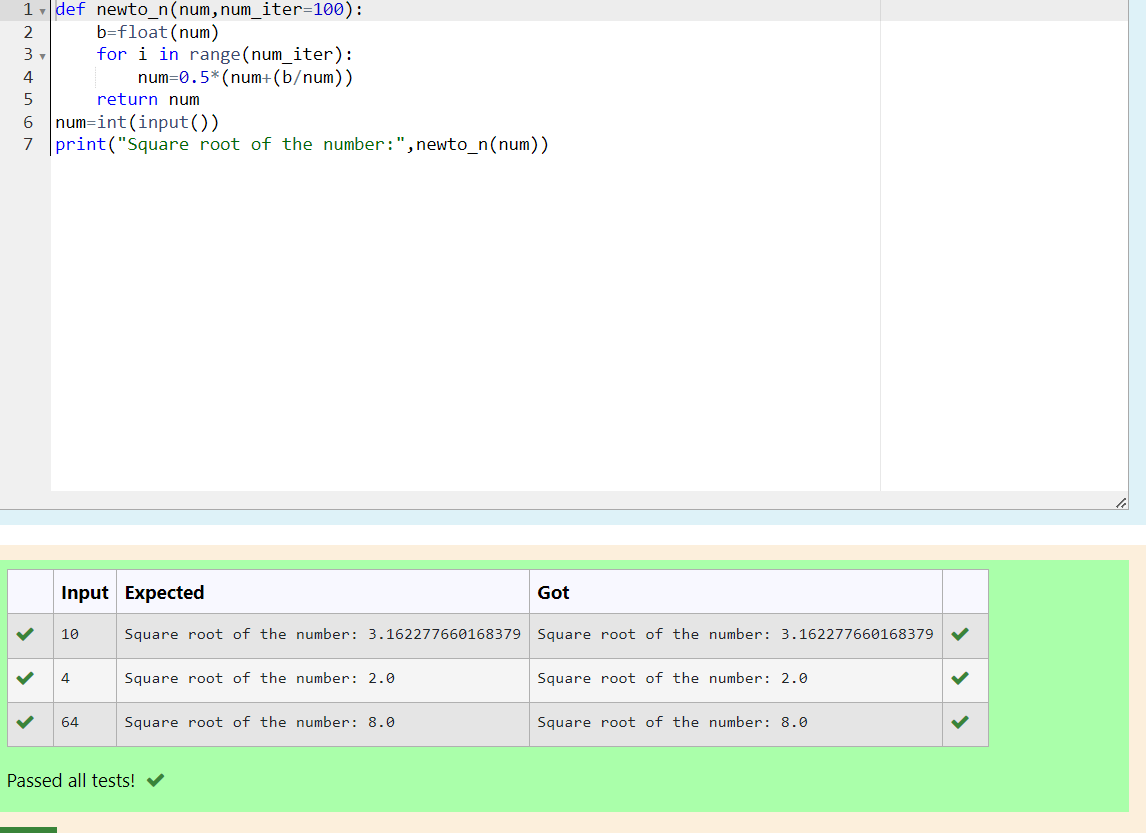 1 def newto_n(num,num_iter=100):
2     b=float(num)
3     for i in range(num_iter):
4         num=0.5*(num+(b/num))
5     return num
6 num=int(input())
7 print("Square root of the number:",newto_n(num))
Input Expected Got
10 Square root of the number: 3.162277660168379 Square root of the number: 3.162277660168379
4 Square root of the number: 2.0 Square root of the number: 2.0
64 Square root of the number: 8.0 Square root of the number: 8.0
Passed all tests!